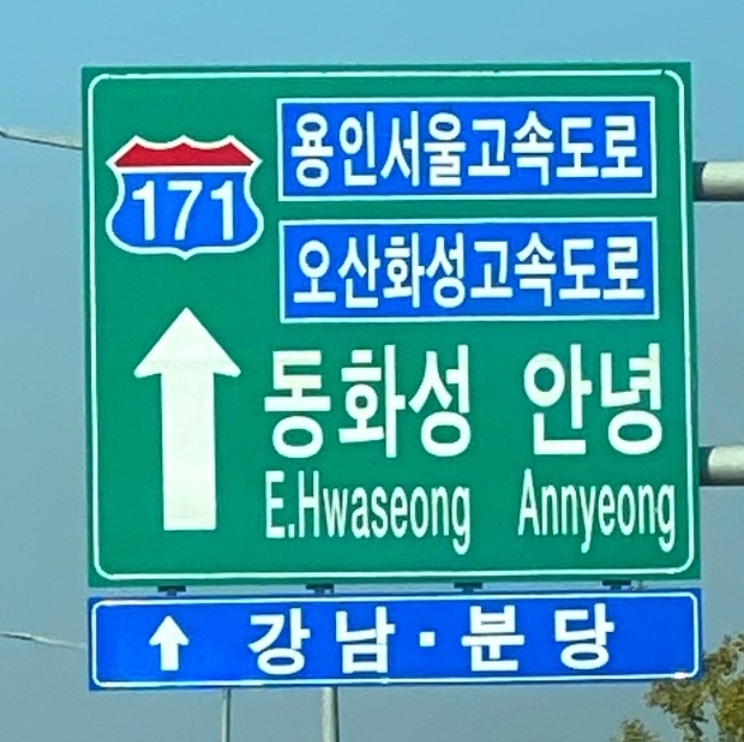 171
용인서울고속도로
오산화성고속도로
동화성 안녕
E.Hwaseong Annyeong
강남·분당